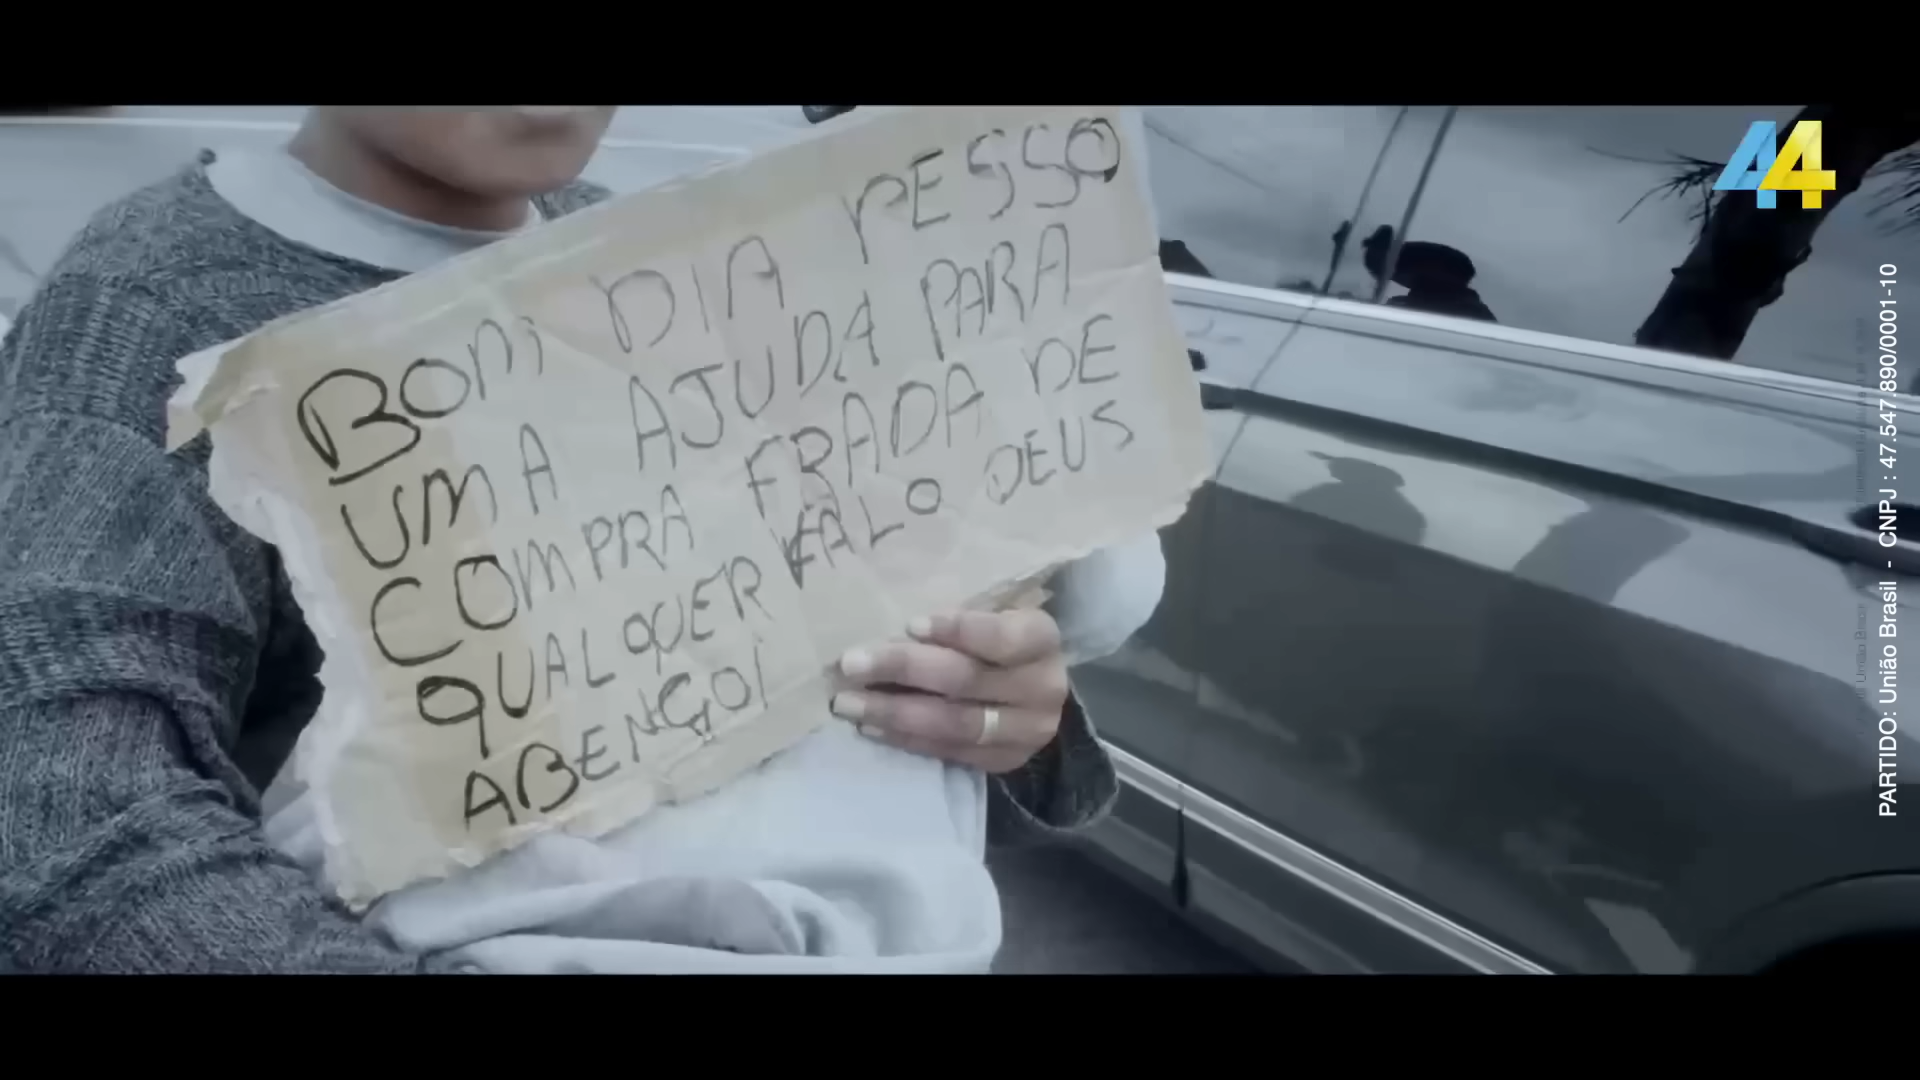 BOM DIA PESSO
UMA AJUDA PARA
COMPRA FRADA DE
QUALQUER VALO DEUS
ABENÇOI
44
PARTIDO: União Brasil - CNPJ : 47.547.890/0001-10